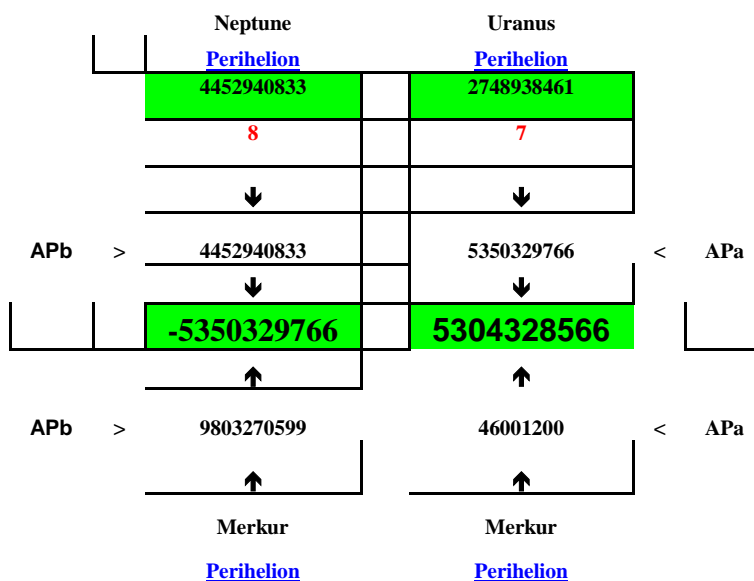 Neptune Uranus
Perihelion Perihelion
4452940833 2748938461
8 7
🡫 🡫
APb > 4452940833 5350329766 < APa
🡫 🡫
-5350329766 5304328566
🡩 🡩
APb > 9803270599 46001200 < APa
🡩 🡩
Merkur Merkur
Perihelion Perihelion